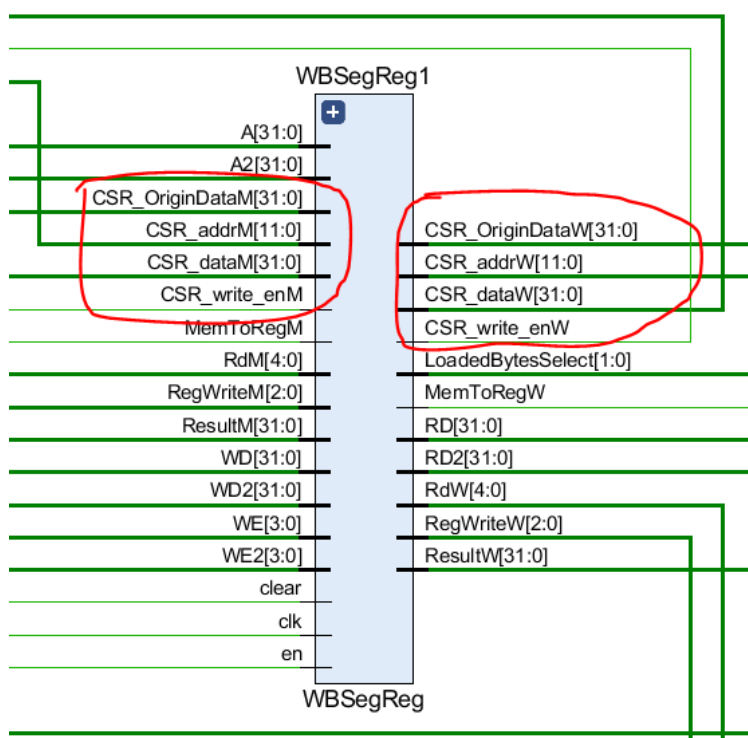 WBSegReg1
A[31:0]
A2[31:0]
CSR_OriginDataM[31:0]
CSR_addrM[11:0]
CSR_dataM[31:0]
CSR_write_enM
MemToRegM
RdM[4:0]
RegWriteM[2:0]
ResultM[31:0]
WD[31:0]
WD2[31:0]
WE[3:0]
WE2[3:0]
clear
clk
en
CSR_OriginDataW[31:0]
CSR_addrW[11:0]
CSR_dataW[31:0]
CSR_write_enW
LoadedBytesSelect[1:0]
MemToRegW
RD[31:0]
RD2[31:0]
RdW[4:0]
RegWriteW[2:0]
ResultW[31:0]
WBSegReg